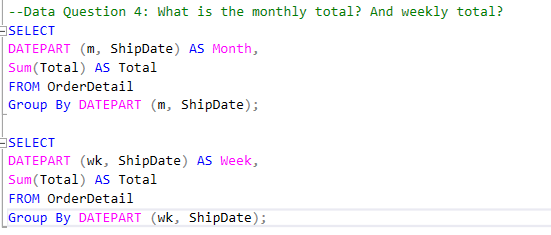 --Data Question 4: What is the monthly total? And weekly total?
SELECT
DATEPART (m, ShipDate) AS Month,
Sum(Total) AS Total
FROM OrderDetail
Group By DATEPART (m, ShipDate);
SELECT
DATEPART (wk, ShipDate) AS Week,
Sum(Total) AS Total
FROM OrderDetail
Group By DATEPART (wk, ShipDate);